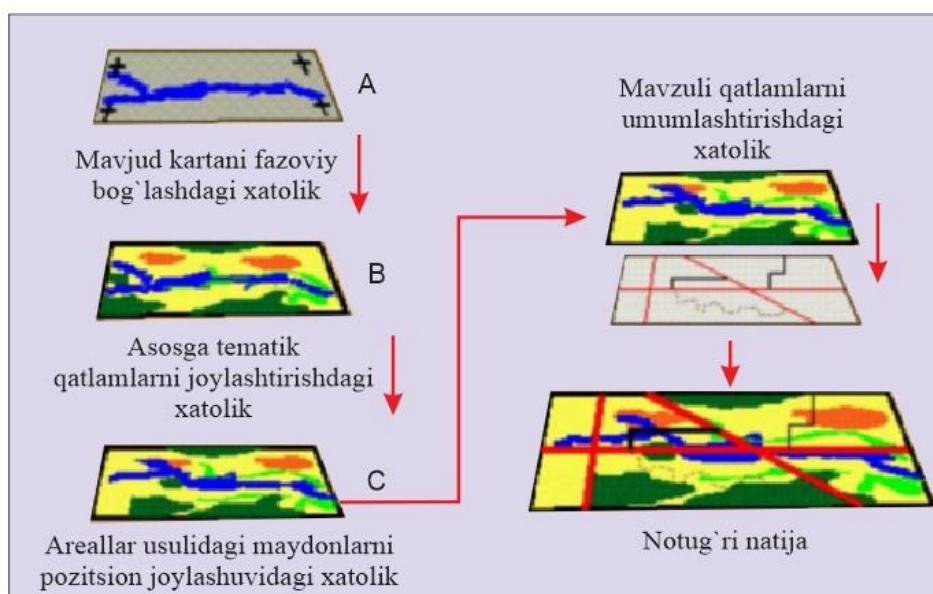 A
Mavjud kartani fazoviy
bog`lashdagi xatolik
B
Asosga tematik
qatlamlarni joylashtirishdagi
xatolik
C
Areallar usulidagi maydonlarni
pozitsion joylashuvidagi xatolik
Mavzuli qatlamlarni
umumlashtirishdagi
xatolik
Notug`ri natija